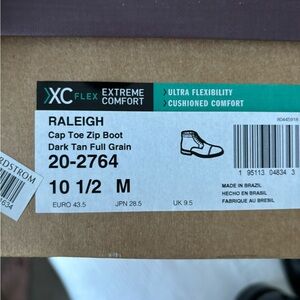 XC FLEX EXTREME COMFORT
ULTRA FLEXIBILITY
CUSHIONED COMFORT
RALEIGH
Cap Toe Zip Boot
Dark Tan Full Grain
20-2764
10 1/2 M
EURO 43.5 JPN 28.5 UK 9.5
1 95113 04834 3
MADE IN BRAZIL
HECHO EN BRASIL
FABRIQUE AU BRESIL
RDSTROM